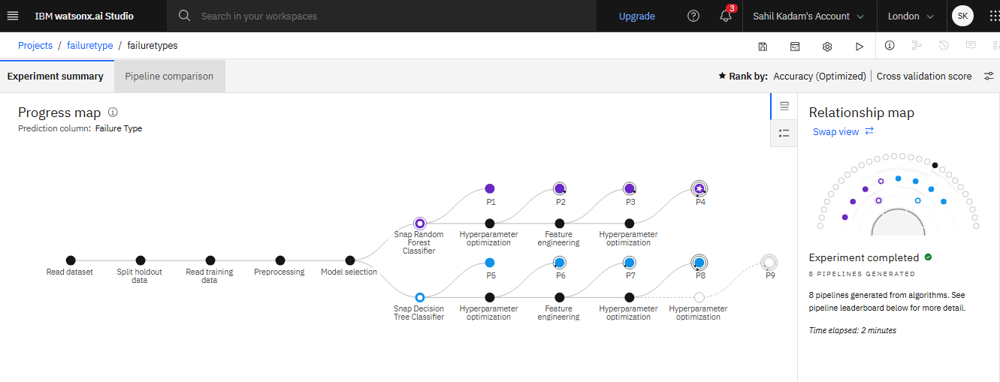 IBM watsonx.ai Studio
Search in your workspaces
Upgrade
3
Sahil Kadam's Account
London
SK
Projects / failuretype / failuretypes
Experiment summary
Pipeline comparison
Rank by: Accuracy (Optimized) | Cross validation score
Progress map
Prediction column: Failure Type
P1
P2
P3
P4
Snap Random
Forest
Classifier
Hyperparameter
optimization
Feature
engineering
Hyperparameter
optimization
Read dataset
Split holdout
data
Read training
data
Preprocessing
Model selection
P5
P6
P7
P8
P9
Snap Decision
Tree Classifier
Hyperparameter
optimization
Feature
engineering
Hyperparameter
optimization
Hyperparameter
optimization
Relationship map
Swap view
Experiment completed
8 PIPELINES GENERATED
8 pipelines generated from algorithms. See
pipeline leaderboard below for more detail.
Time elapsed: 2 minutes